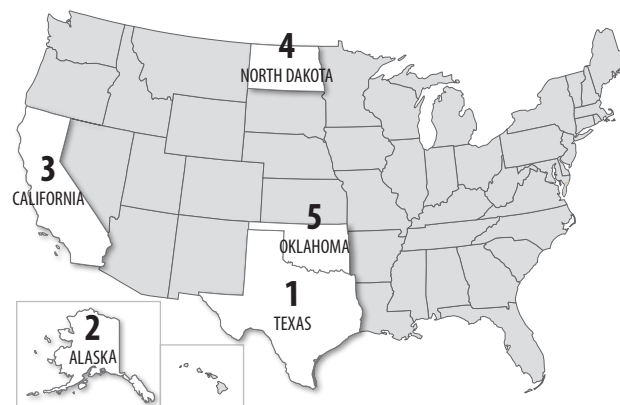 4
NORTH DAKOTA
3
CALIFORNIA
5
OKLAHOMA
1
TEXAS
2
ALASKA